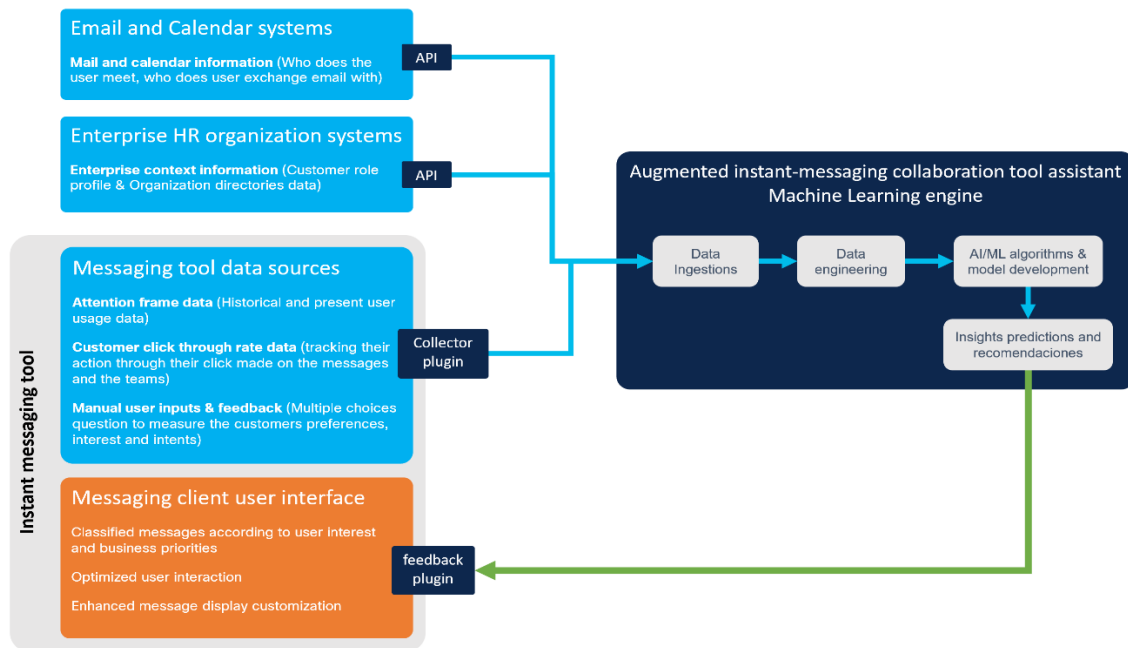 Email and Calendar systems
Mail and calendar information (Who does the
user meet, who does user exchange email with)
API
Enterprise HR organization systems
Enterprise context information (Customer role
profile & Organization directories data)
API
Instant messaging tool
Messaging tool data sources
Attention frame data (Historical and present user
usage data)
Customer click through rate data (tracking their
action through their click made on the messages
and the teams)
Manual user inputs & feedback (Multiple choices
question to measure the customers preferences,
interest and intents)
Collector
plugin
Messaging client user interface
Classified messages according to user interest
and business priorities
Optimized user interaction
Enhanced message display customization
feedback
plugin
Augmented instant-messaging collaboration tool assistant
Machine Learning engine
Data
Ingestions
Data
engineering
AI/ML algorithms &
model development
Insights predictions and
recomendaciones